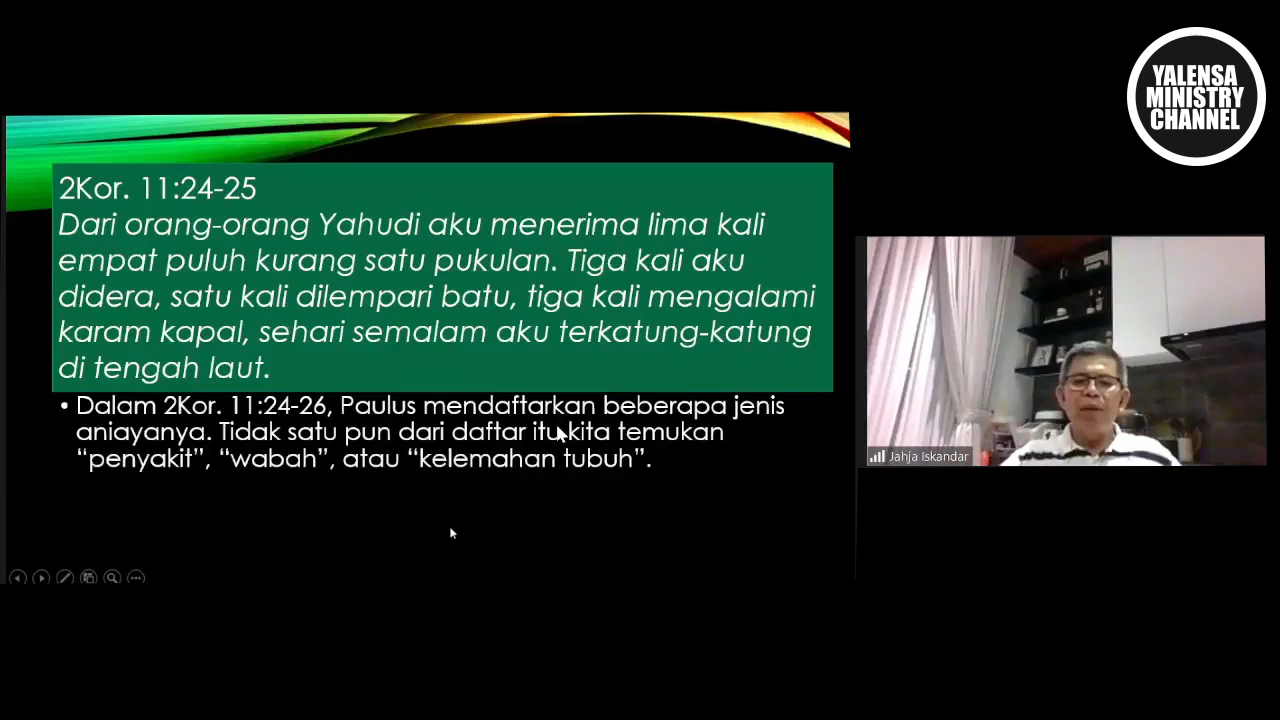 YALENSA
MINISTRY
CHANNEL
2Kor. 11:24-25
Dari orang-orang Yahudi aku menerima lima kali
empat puluh kurang satu pukulan. Tiga kali aku
didera, satu kali dilempari batu, tiga kali mengalami
karam kapal, sehari semalam aku terkatung-katung
di tengah laut.
• Dalam 2Kor. 11:24-26, Paulus mendaftarkan beberapa jenis
aniayanya. Tidak satu pun dari daftar itu kita temukan
“penyakit”, “wabah”, atau “kelemahan tubuh”.
Jahja Iskandar